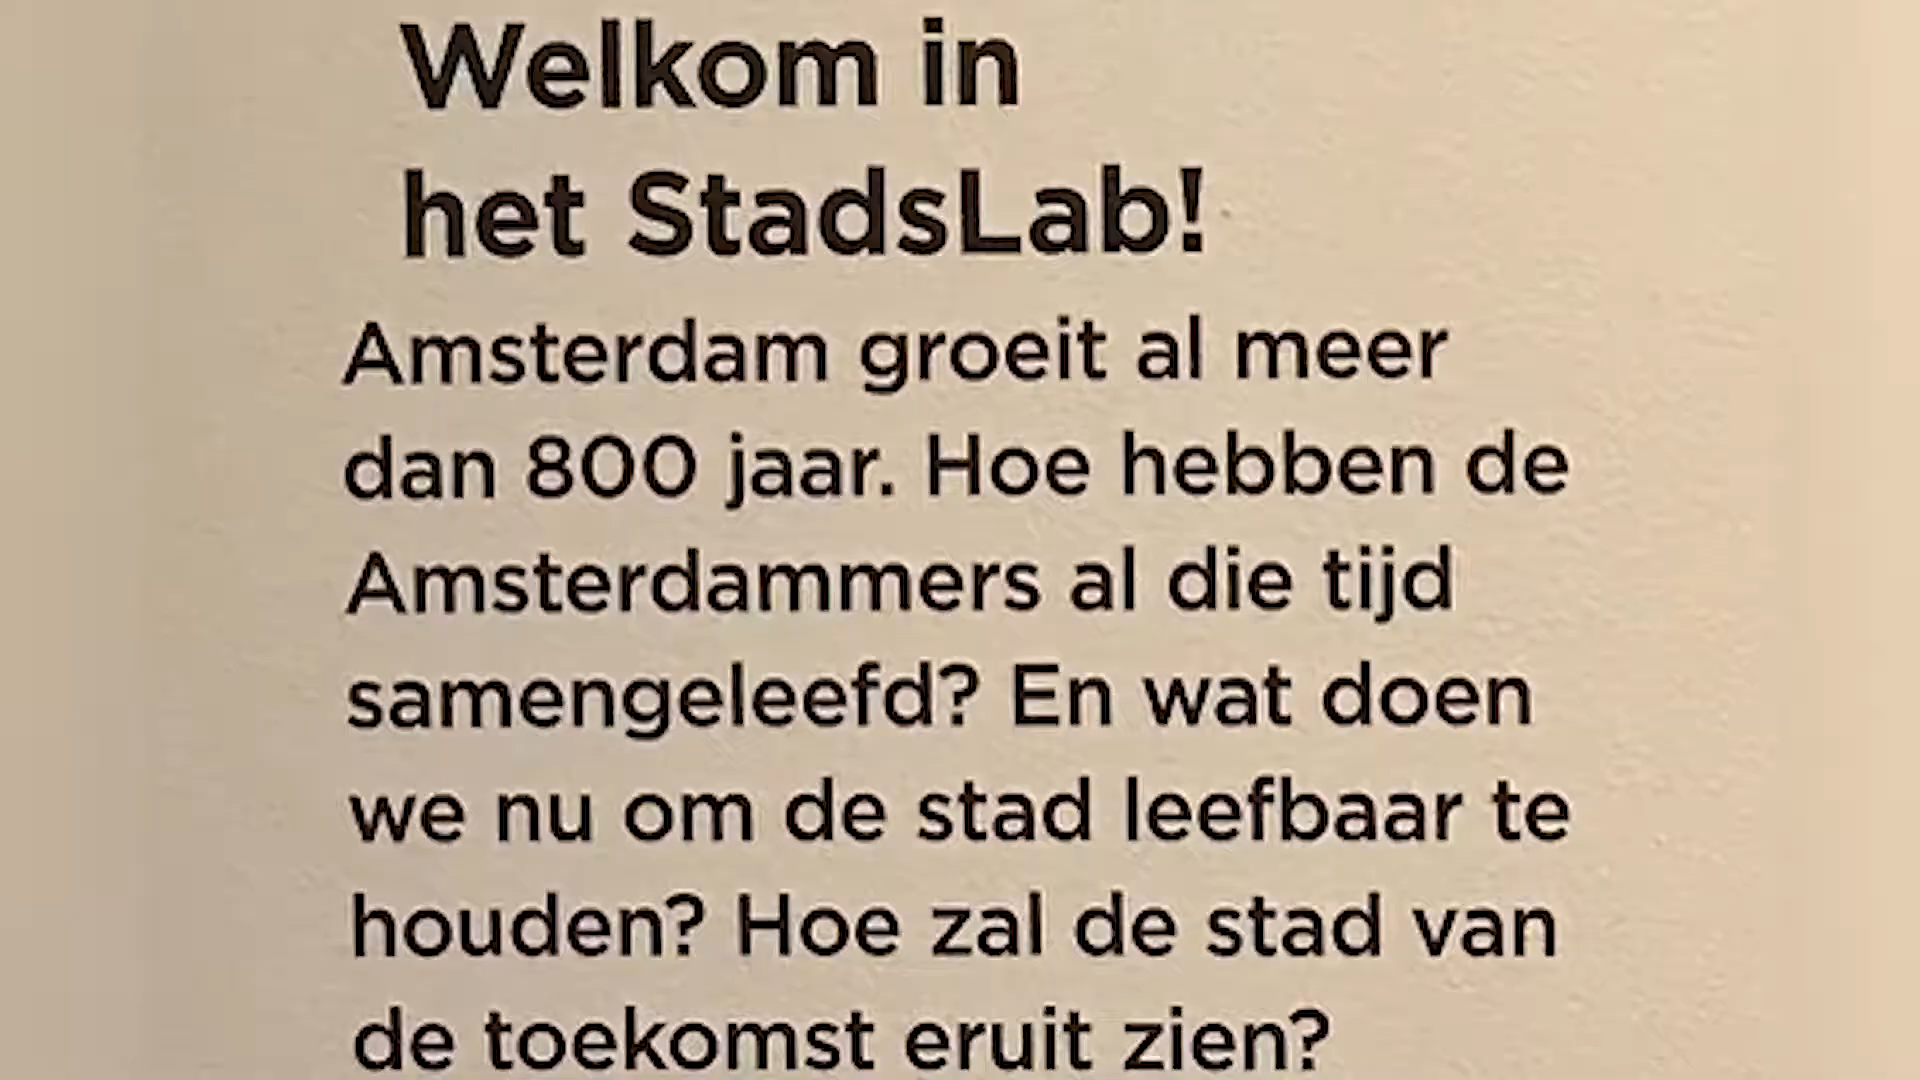 Welkom in
het StadsLab!
Amsterdam groeit al meer
dan 800 jaar. Hoe hebben de
Amsterdammers al die tijd
samengeleefd? En wat doen
we nu om de stad leefbaar te
houden? Hoe zal de stad van
de toekomst eruit zien?